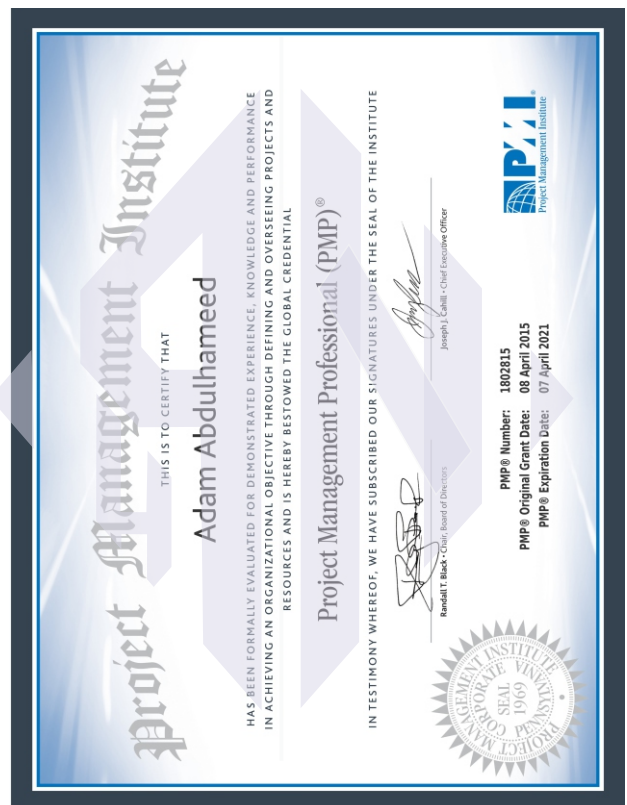 Project Management Institute
THIS IS TO CERTIFY THAT
Adam Abdulhameed
HAS BEEN FORMALLY EVALUATED FOR DEMONSTRATED EXPERIENCE, KNOWLEDGE AND PERFORMANCE
IN ACHIEVING AN ORGANIZATIONAL OBJECTIVE THROUGH DEFINING AND OVERSEEING PROJECTS AND
RESOURCES AND IS HEREBY BESTOWED THE GLOBAL CREDENTIAL
Project Management Professional (PMP)®
IN TESTIMONY WHEREOF, WE HAVE SUBSCRIBED OUR SIGNATURES UNDER THE SEAL OF THE INSTITUTE
Randall T. Black • Chair, Board of Directors
Joseph J. Cahill • Chief Executive Officer
PROJECT MANAGEMENT INSTITUTE
CORPORATE
SEAL
1969
PENNSYLVANIA
PMP® Number: 1802815
PMP® Original Grant Date: 08 April 2015
PMP® Expiration Date: 07 April 2021
PMI®
Project Management Institute